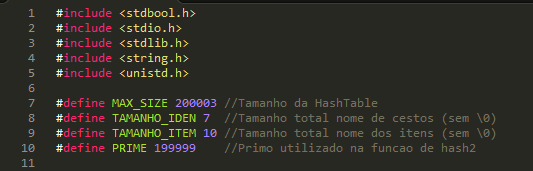 1 #include <stdbool.h>
2 #include <stdio.h>
3 #include <stdlib.h>
4 #include <string.h>
5 #include <unistd.h>
6
7 #define MAX_SIZE 200003 //Tamanho da HashTable
8 #define TAMANHO_IDEN 7 //Tamanho total nome de cestos (sem \0)
9 #define TAMANHO_ITEM 10 //Tamanho total nome dos itens (sem \0)
10 #define PRIME 199999 //Primo utilizado na funcao de hash2
11